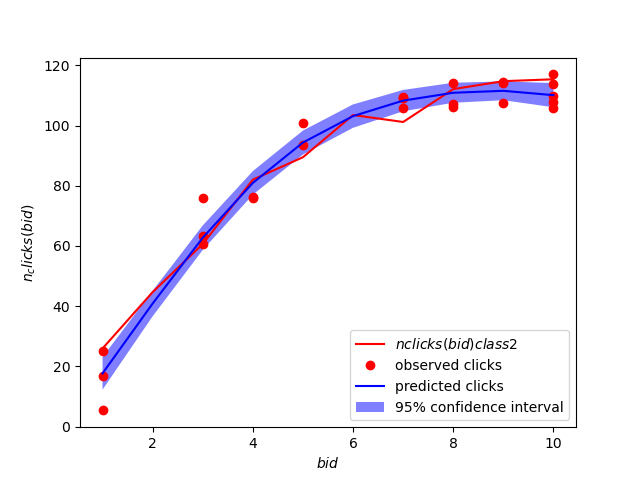 120
100
80
60
40
20
0
n_clicks(bid)
nclicks(bid)class2
observed clicks
predicted clicks
95% confidence interval
2
4
6
8
10
bid